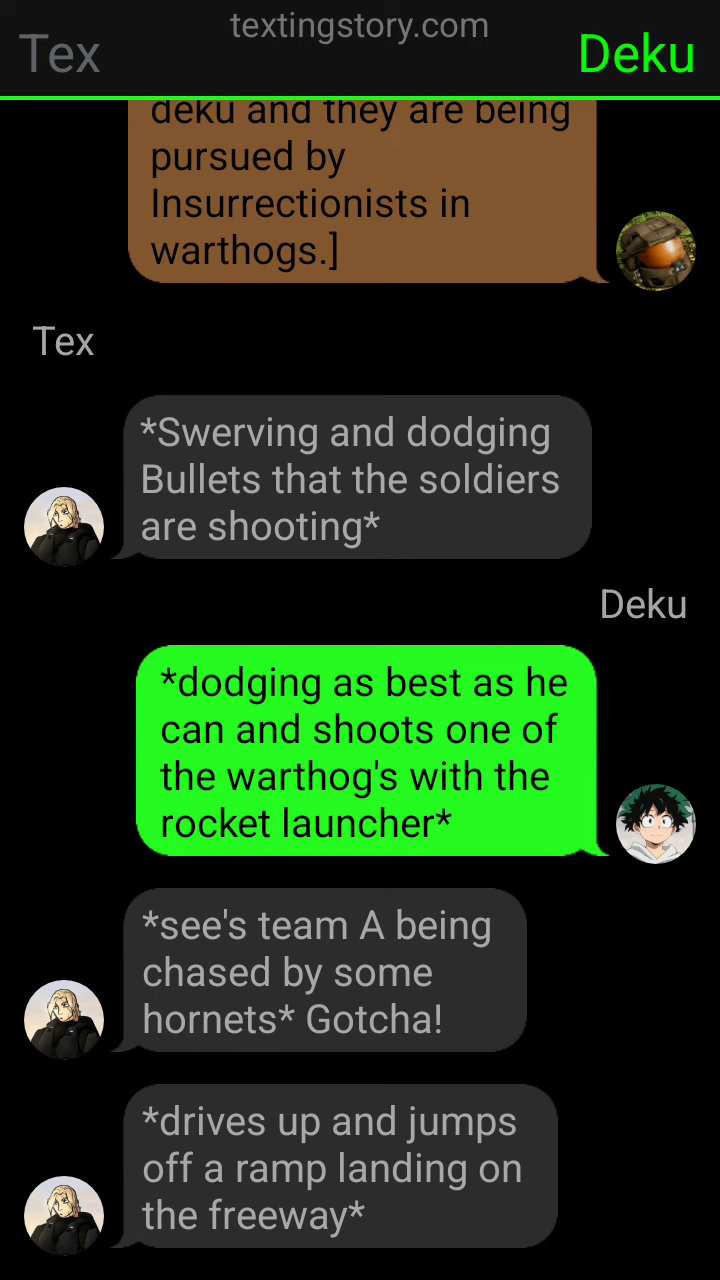 textingstory.com
Tex
Deku
deku and they are being
pursued by
Insurrectionists in
warthogs.]
Tex
*Swerving and dodging
Bullets that the soldiers
are shooting*
Deku
*dodging as best as he
can and shoots one of
the warthog's with the
rocket launcher*
*see's team A being
chased by some
hornets* Gotcha!
*drives up and jumps
off a ramp landing on
the freeway*